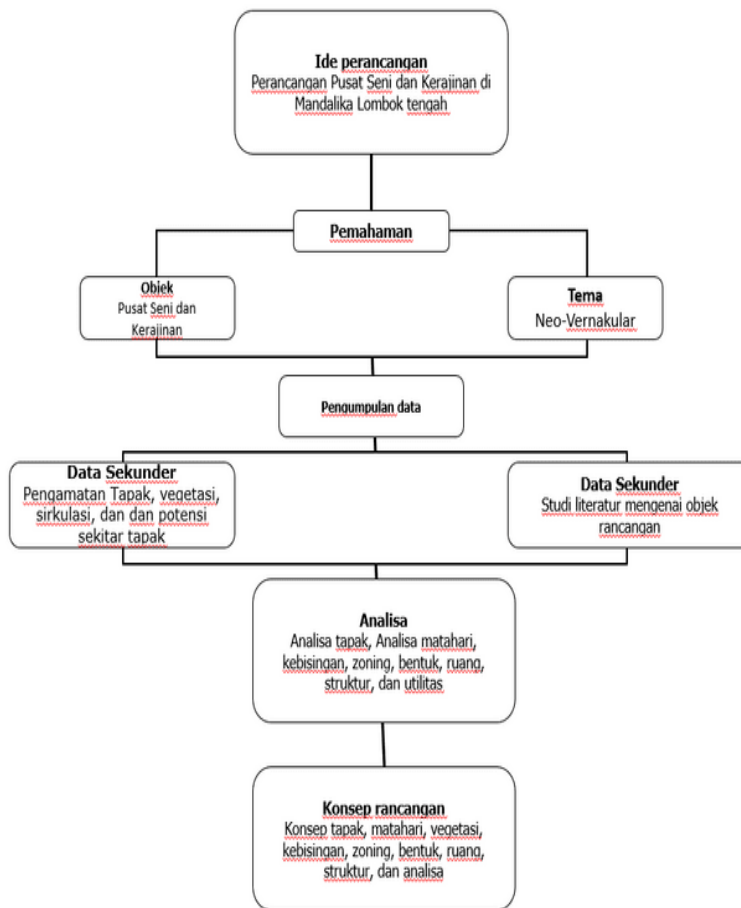 Ide perancangan
Perancangan Pusat Seni dan Kerajinan di
Mandalika Lombok tengah
Pemahaman
Objek
Pusat Seni dan
Kerajinan
Tema
Neo-Vernakular
Pengumpulan data
Data Sekunder
Pengamatan Tapak, vegetasi,
sirkulasi, dan dan potensi
sekitar tapak
Data Sekunder
Studi literatur mengenai objek
rancangan
Analisa
Analisa tapak, Analisa matahari,
kebisingan, zoning, bentuk, ruang,
struktur, dan utilitas
Konsep rancangan
Konsep tapak, matahari, vegetasi,
kebisingan, zoning, bentuk, ruang,
struktur, dan analisa